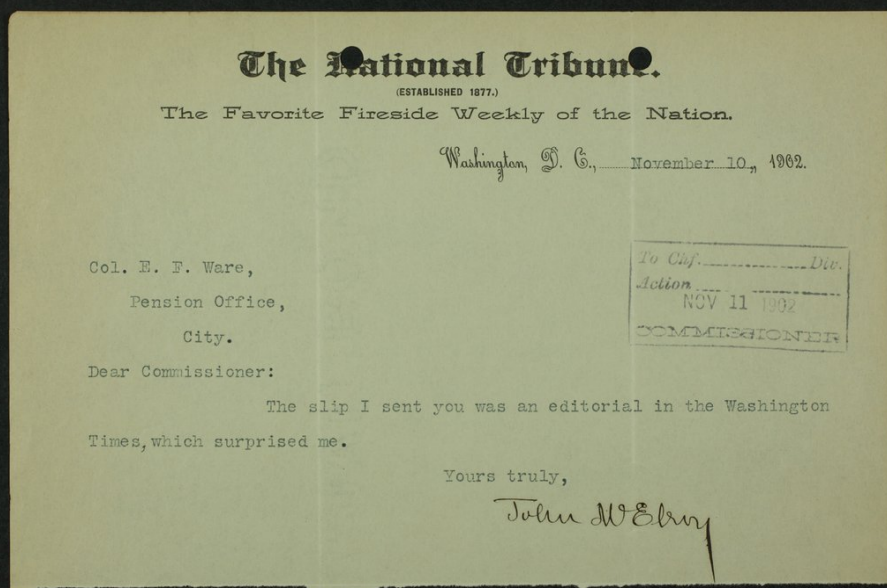 The National Tribune.
(ESTABLISHED 1877.)
The Favorite Fireside Weekly of the Nation.
Washington, D. C., November 10,, 1902.
To Chf. Div.
Action
NOV 11 1902
COMMISSIONER
Col. E. F. Ware,
Pension Office,
City.
Dear Commissioner:
The slip I sent you was an editorial in the Washington
Times, which surprised me.
Yours truly,
John McElroy